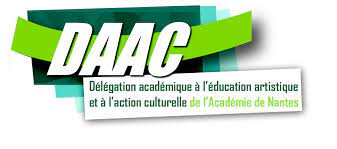 DAAC
Délégation académique à l'éducation artistique
et à l'action culturelle de l'Académie de Nantes